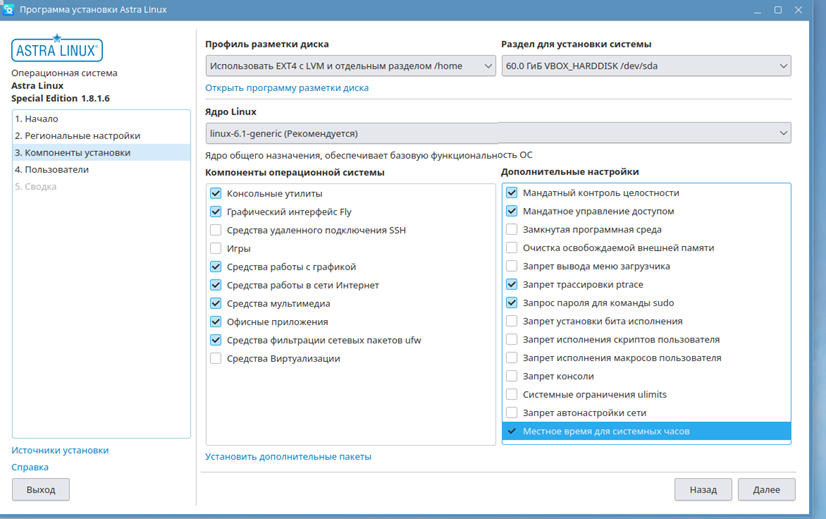 Программа установки Astra Linux
ASTRA LINUX®
Операционная система
Astra Linux
Special Edition 1.8.1.6
1. Начало
2. Региональные настройки
3. Компоненты установки
4. Пользователи
5. Сводка
Источники установки
Справка
Выход
Профиль разметки диска
Использовать EXT4 с LVM и отдельным разделом /home
Раздел для установки системы
60.0 ГиБ VBOX_HARDDISK /dev/sda
Открыть программу разметки диска
Ядро Linux
linux-6.1-generic (Рекомендуется)
Ядро общего назначения, обеспечивает базовую функциональность ОС
Компоненты операционной системы
Консольные утилиты
Графический интерфейс Fly
Средства удаленного подключения SSH
Игры
Средства работы с графикой
Средства работы в сети Интернет
Средства мультимедиа
Офисные приложения
Средства фильтрации сетевых пакетов ufw
Средства Виртуализации
Дополнительные настройки
Мандатный контроль целостности
Мандатное управление доступом
Замкнутая программная среда
Очистка освобождаемой внешней памяти
Запрет вывода меню загрузчика
Запрет трассировки ptrace
Запрос пароля для команды sudo
Запрет установки бита исполнения
Запрет исполнения скриптов пользователя
Запрет исполнения макросов пользователя
Запрет консоли
Системные ограничения ulimits
Запрет автонастройки сети
Местное время для системных часов
Установить дополнительные пакеты
Назад
Далее